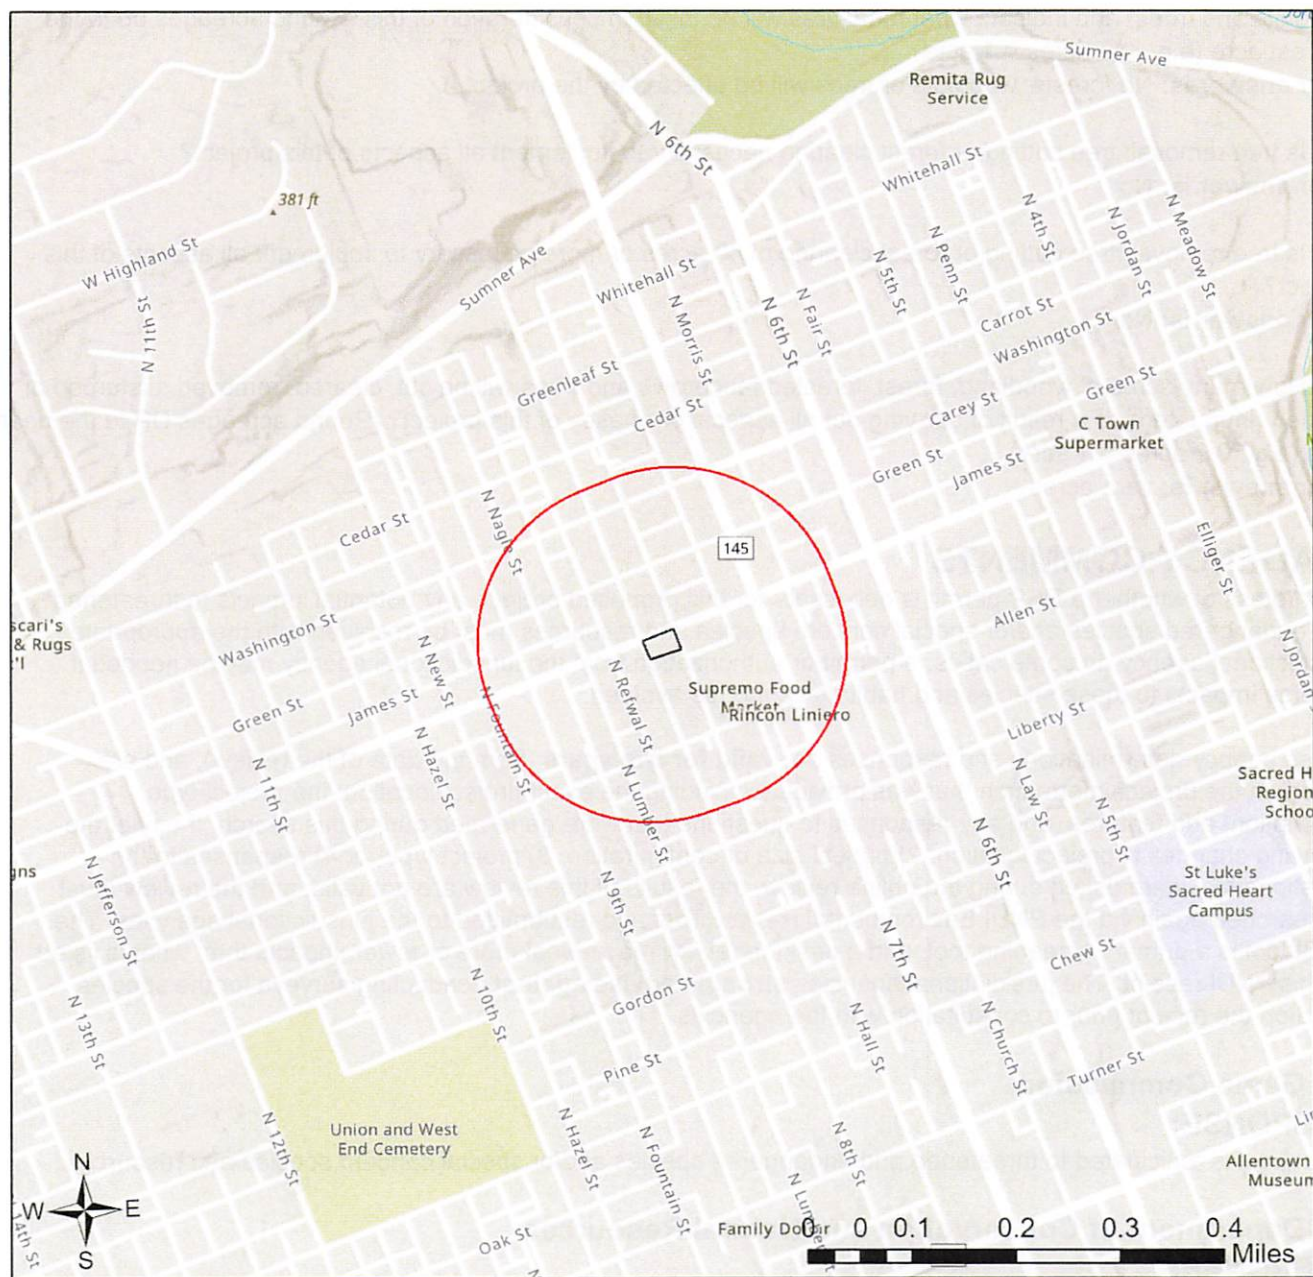 Sumner Ave
Remita Rug
Service
N 6th St
Whitehall St
381 ft
N 4th St
N Jordan St
N Meadow St
W Highland St
N 11th St
Sumner Ave
Whitehall St
N 5th St
N Penn St
N Morris St
N 6th St
N Fair St
Carrot St
Washington St
Greenleaf St
Cedar St
Carey St
Green St
C Town
Supermarket
Green St
James St
N Nagle St
Cedar St
145
Elliger St
scari's
& Rugs
'l
Washington St
N New St
Allen St
N Jordan
Green St
James St
N Fountain St
N Refwal St
Supremo Food
Market
Rincon Liniero
Liberty St
N Hazel St
N 11th St
N Lumber St
N Law St
N 5th St
Sacred H
Region
Schoo
N 6th St
gns
N Jefferson St
N 9th St
St Luke's
Sacred Heart
Campus
N 7th St
Chew St
N 13th St
N 10th St
Gordon St
N Hall St
N Church St
Pine St
Turner St
Union and West
End Cemetery
N 12th St
N Hazel St
N Fountain St
N 8th St
Allentown
Museum
N
W E
S
14th St
Oak St
Family Dollar
0 0 0.1 0.2 0.3 0.4
Miles